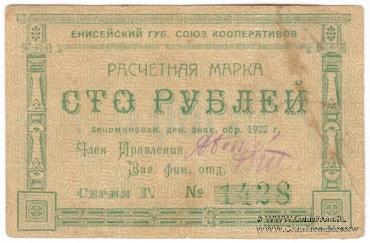 ЕНИСЕЙСКИЙ ГУБ. СОЮЗ КООПЕРАТИВОВ
РАСЧЕТНАЯ МАРКА
СТО РУБЛЕЙ
деноминовай. ден. знак. обр. 1922 г.
Член Правления
Зав. фин. отд.
СЕРИЯ Г. № 1428